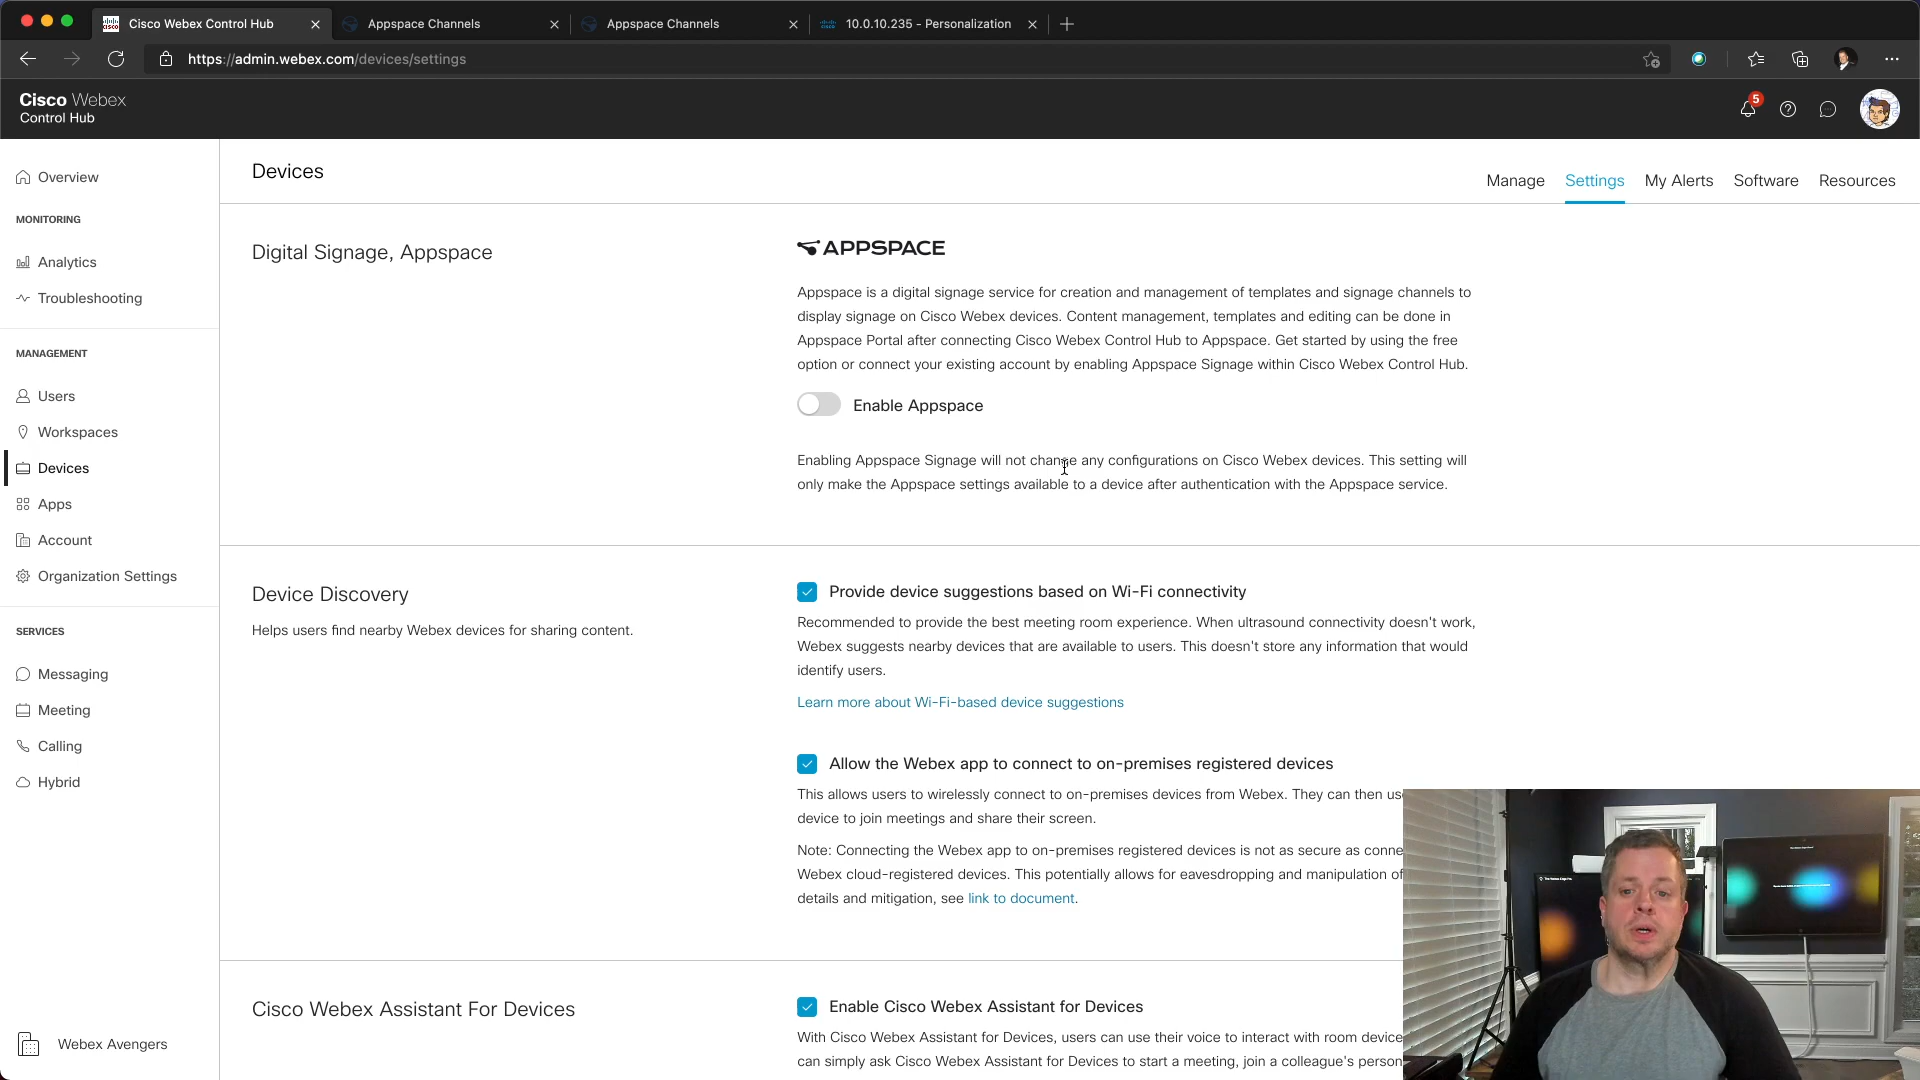 Cisco Webex Control Hub
Appspace Channels
Appspace Channels
10.0.10.235 - Personalization
https://admin.webex.com/devices/settings
Cisco Webex
Control Hub
5
Overview
MONITORING
Analytics
Troubleshooting
MANAGEMENT
Users
Workspaces
Devices
Apps
Account
Organization Settings
SERVICES
Messaging
Meeting
Calling
Hybrid
Webex Avengers
Devices
Manage
Settings
My Alerts
Software
Resources
Digital Signage, Appspace
APPSPACE
Appspace is a digital signage service for creation and management of templates and signage channels to
display signage on Cisco Webex devices. Content management, templates and editing can be done in
Appspace Portal after connecting Cisco Webex Control Hub to Appspace. Get started by using the free
option or connect your existing account by enabling Appspace Signage within Cisco Webex Control Hub.
Enable Appspace
Enabling Appspace Signage will not change any configurations on Cisco Webex devices. This setting will
only make the Appspace settings available to a device after authentication with the Appspace service.
Device Discovery
Helps users find nearby Webex devices for sharing content.
Provide device suggestions based on Wi-Fi connectivity
Recommended to provide the best meeting room experience. When ultrasound connectivity doesn't work,
Webex suggests nearby devices that are available to users. This doesn't store any information that would
identify users.
Learn more about Wi-Fi-based device suggestions
Allow the Webex app to connect to on-premises registered devices
This allows users to wirelessly connect to on-premises devices from Webex. They can then us
device to join meetings and share their screen.
Note: Connecting the Webex app to on-premises registered devices is not as secure as conne
Webex cloud-registered devices. This potentially allows for eavesdropping and manipulation of
details and mitigation, see link to document.
Cisco Webex Assistant For Devices
Enable Cisco Webex Assistant for Devices
With Cisco Webex Assistant for Devices, users can use their voice to interact with room device
can simply ask Cisco Webex Assistant for Devices to start a meeting, join a colleague's person